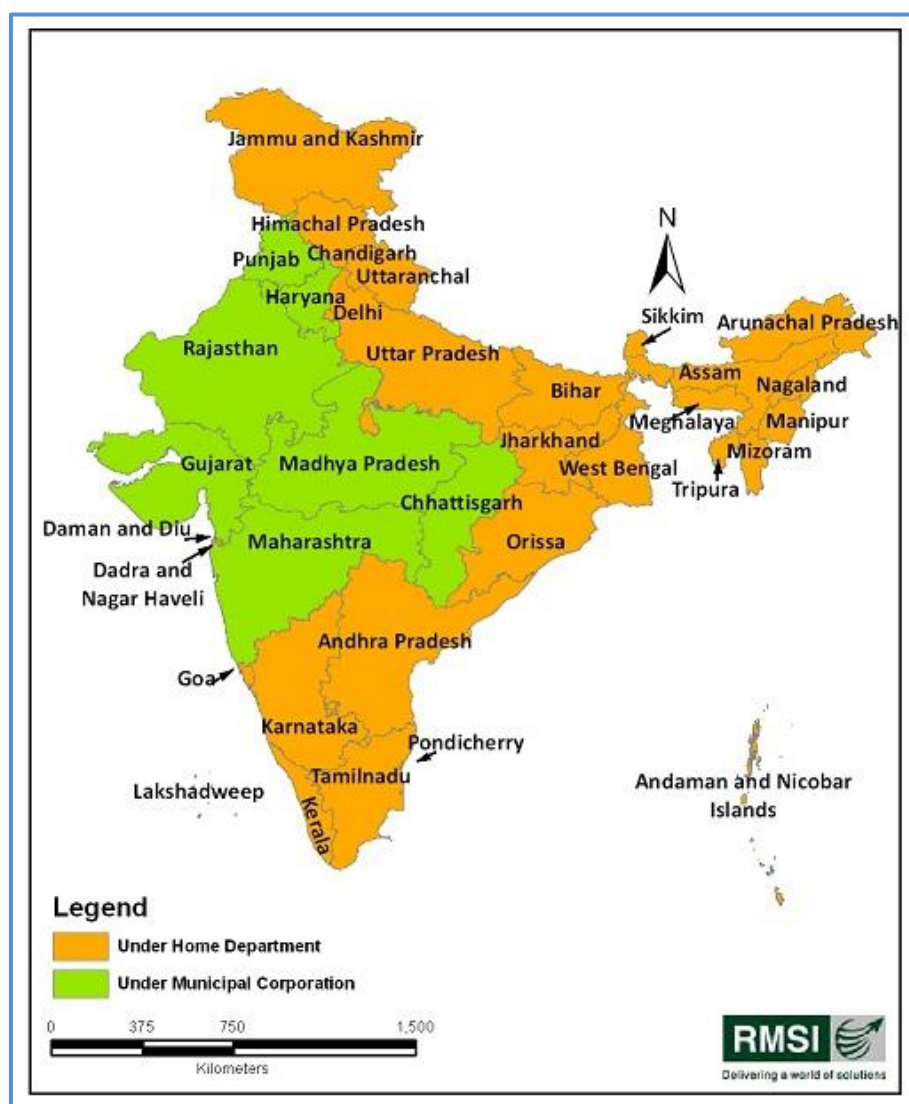 Jammu and Kashmir
N
Himachal Pradesh
Chandigarh
Punjab
Uttaranchal
Haryana
Delhi
Sikkim
Arunachal Pradesh
Rajasthan
Uttar Pradesh
Assam
Bihar
Nagaland
Meghalaya
Manipur
Jharkhand
Mizoram
Gujarat
Madhya Pradesh
West Bengal
Tripura
Chhattisgarh
Daman and Diu
Maharashtra
Orissa
Dadra and
Nagar Haveli
Andhra Pradesh
Goa
Karnataka
Pondicherry
Tamilnadu
Lakshadweep
Andaman and Nicobar
Islands
Kerala
Legend
Under Home Department
Under Municipal Corporation
0 375 750 1,500
Kilometers
RMSI
Delivering a world of solutions